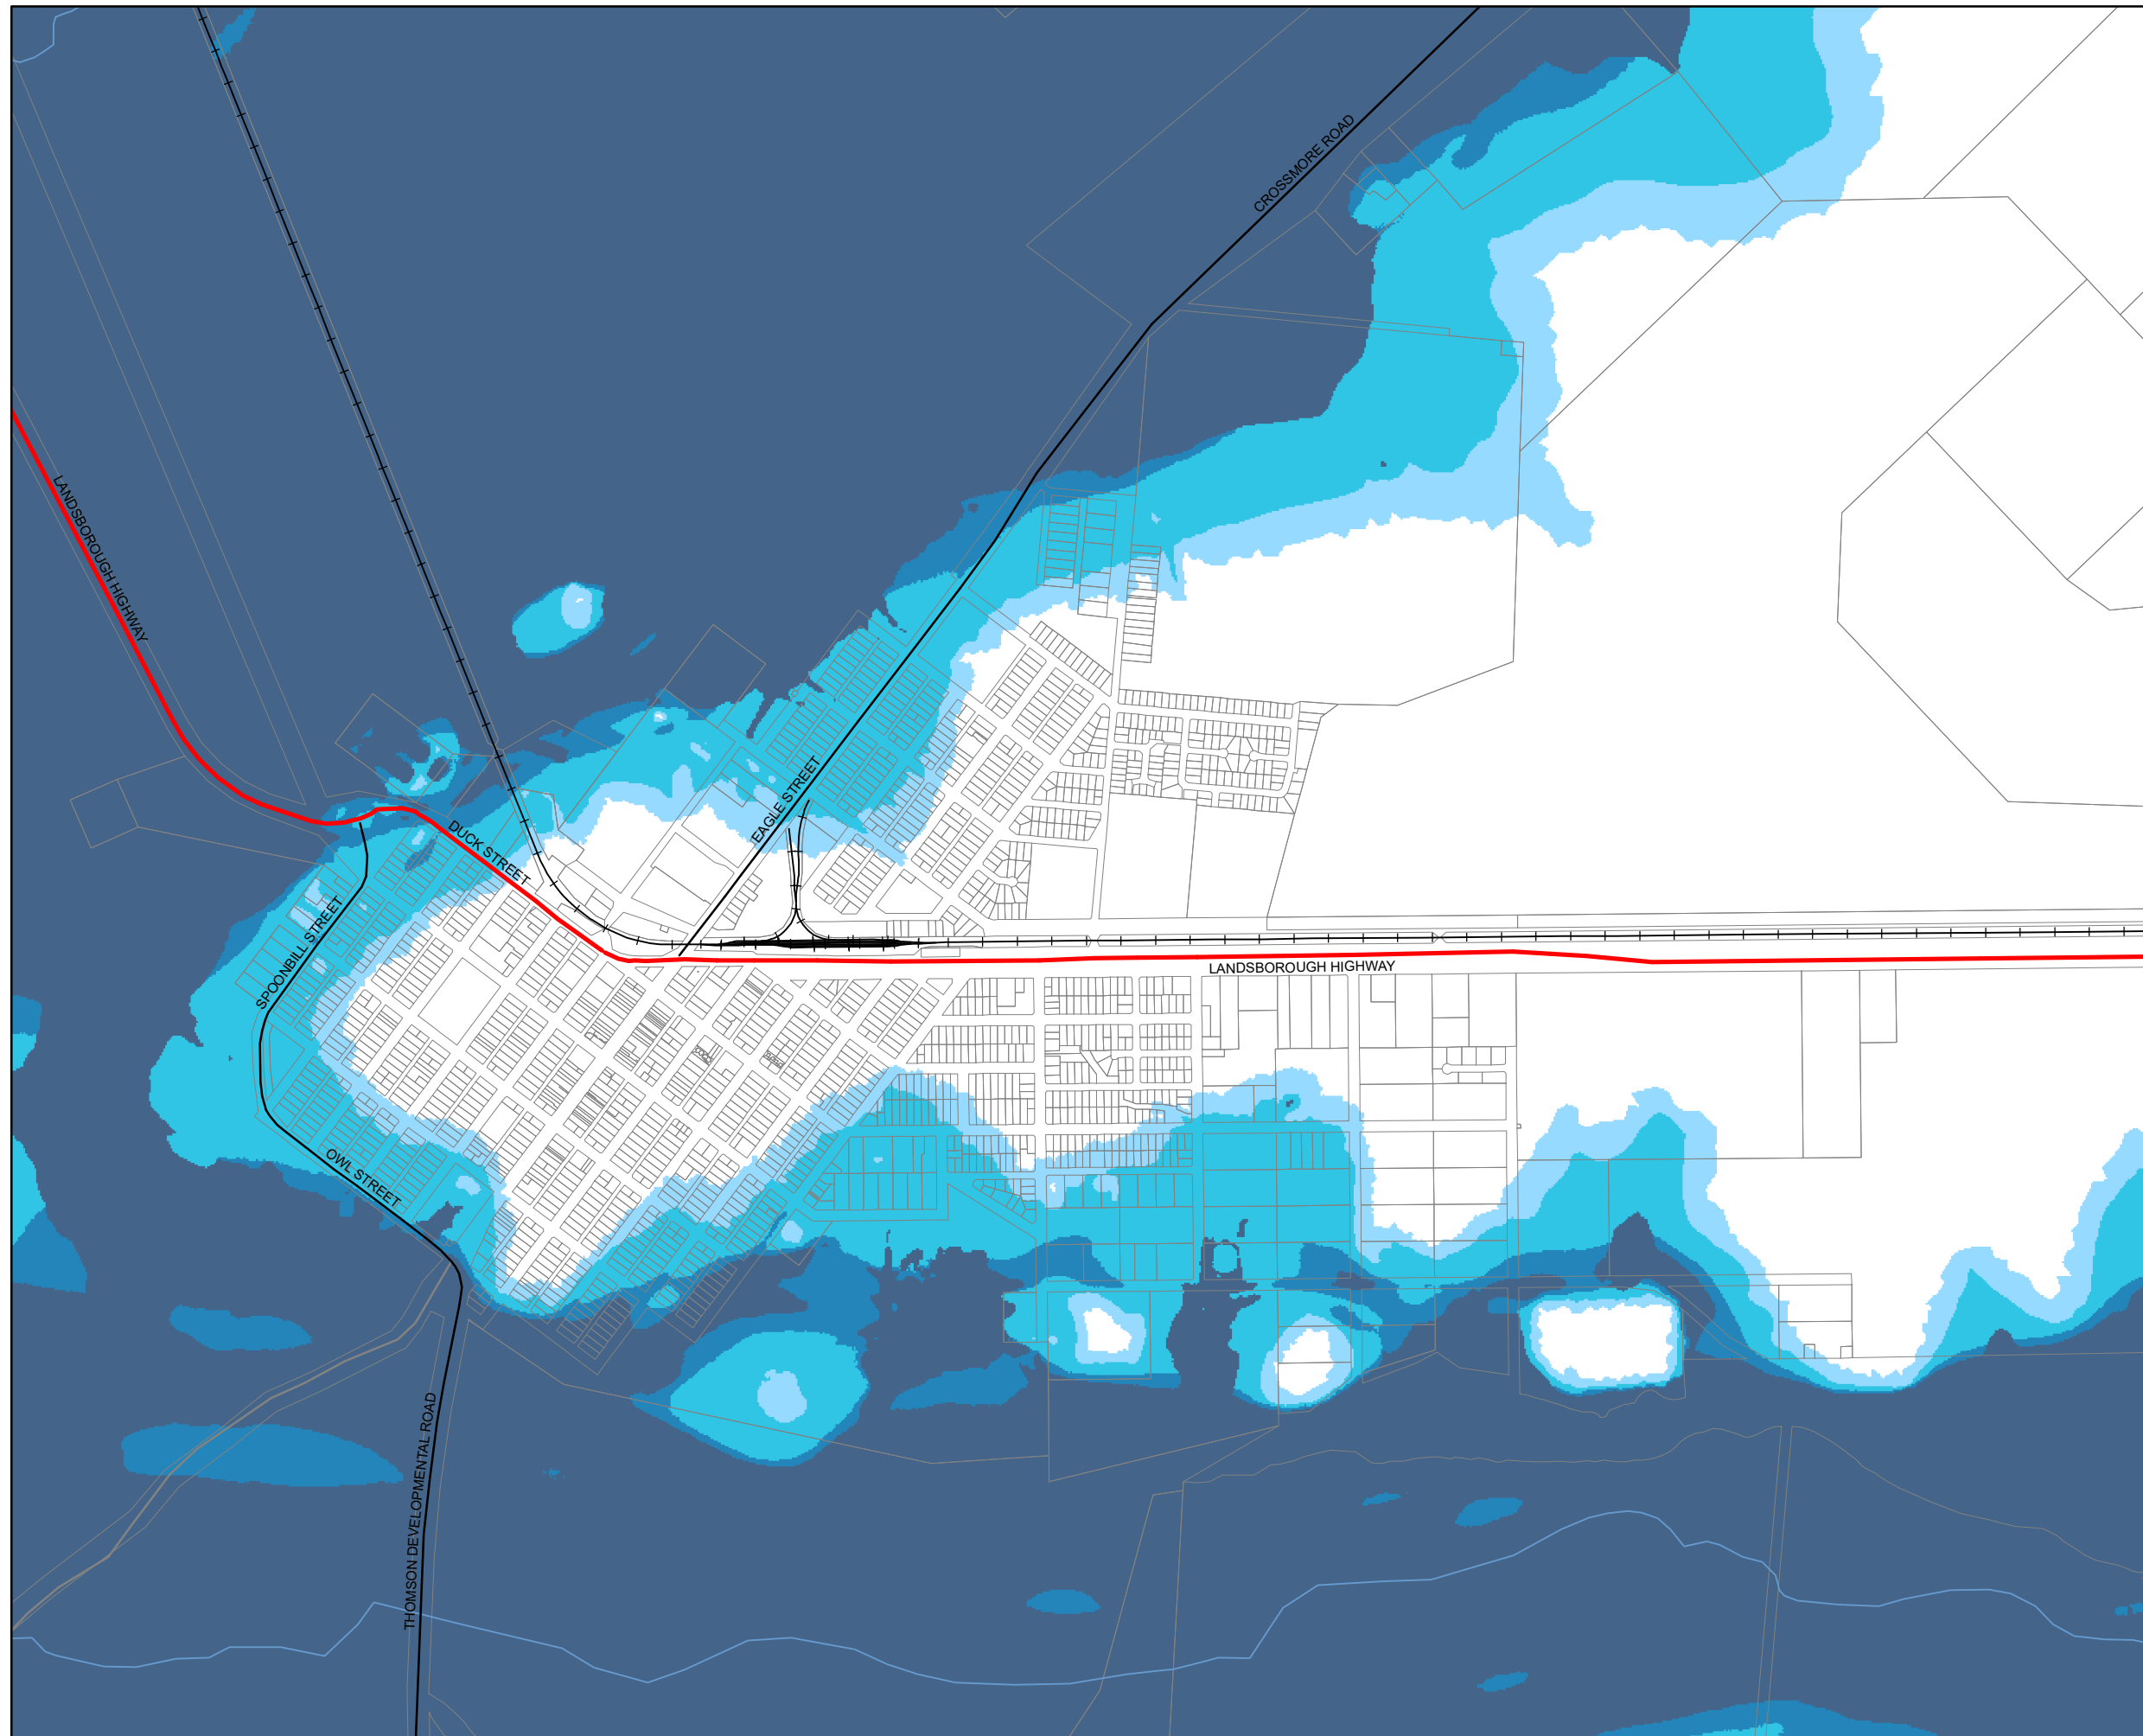 CROSSMORE ROAD
LANDSBOROUGH HIGHWAY
EAGLE STREET
DUCK STREET
SPOONBILL STREET
LANDSBOROUGH HIGHWAY
OWL STREET
THOMSON DEVELOPMENTAL ROAD